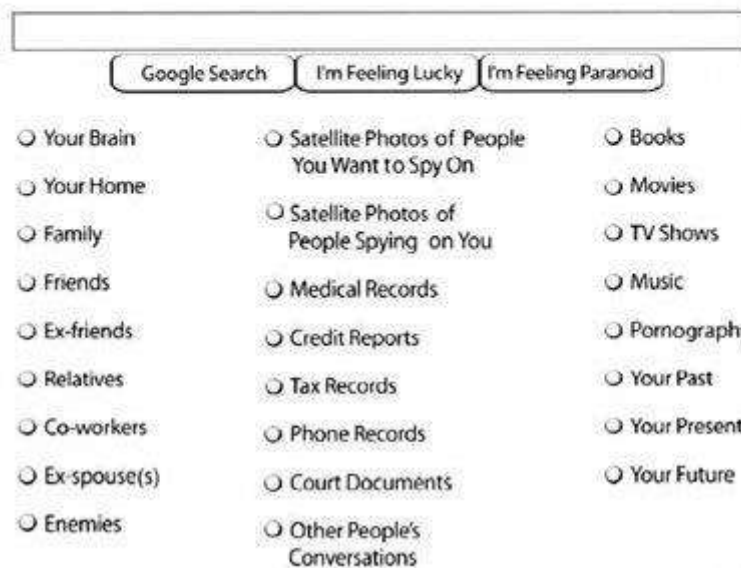 Google Search
I'm Feeling Lucky
I'm Feeling Paranoid
Your Brain
Your Home
Family
Friends
Ex-friends
Relatives
Co-workers
Ex-spouse(s)
Enemies
Satellite Photos of People
You Want to Spy On
Satellite Photos of
People Spying on You
Medical Records
Credit Reports
Tax Records
Phone Records
Court Documents
Other People's
Conversations
Books
Movies
TV Shows
Music
Pornograph
Your Past
Your Present
Your Future